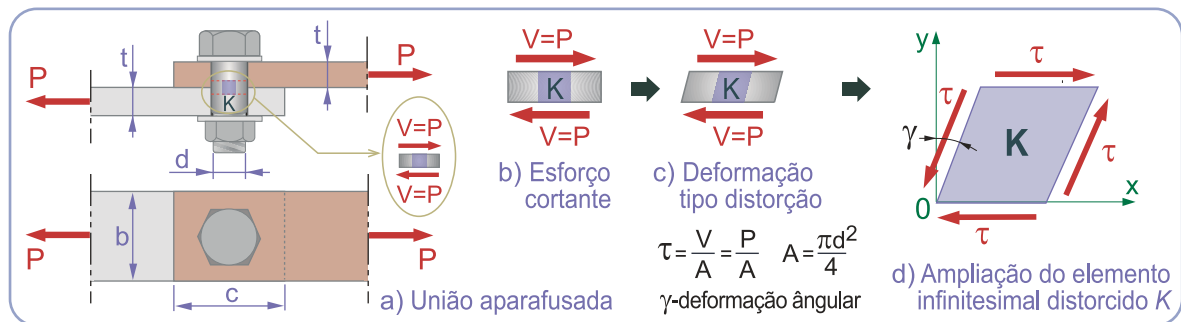 t
t
P
P
K
d
V=P
V=P
P
P
b
c
a) União aparafusada
V=P
K
V=P
b) Esforço
cortante
V=P
K
V=P
c) Deformação
tipo distorção
τ = V/A = P/A  A = πd²/4
γ-deformação ângular
y
τ
τ
γ
K
τ
0
x
τ
d) Ampliação do elemento
infinitesimal distorcido K